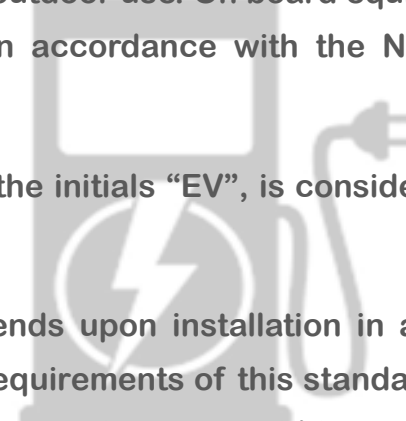 outdoor use. On board equ
n accordance with the N
the initials “EV”, is conside
ends upon installation in a
equirements of this standa